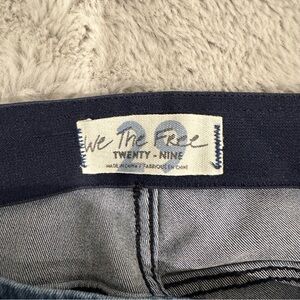 29
We The Free
TWENTY - NINE
MADE IN CHINA / FABRIQUÉ EN CHINE